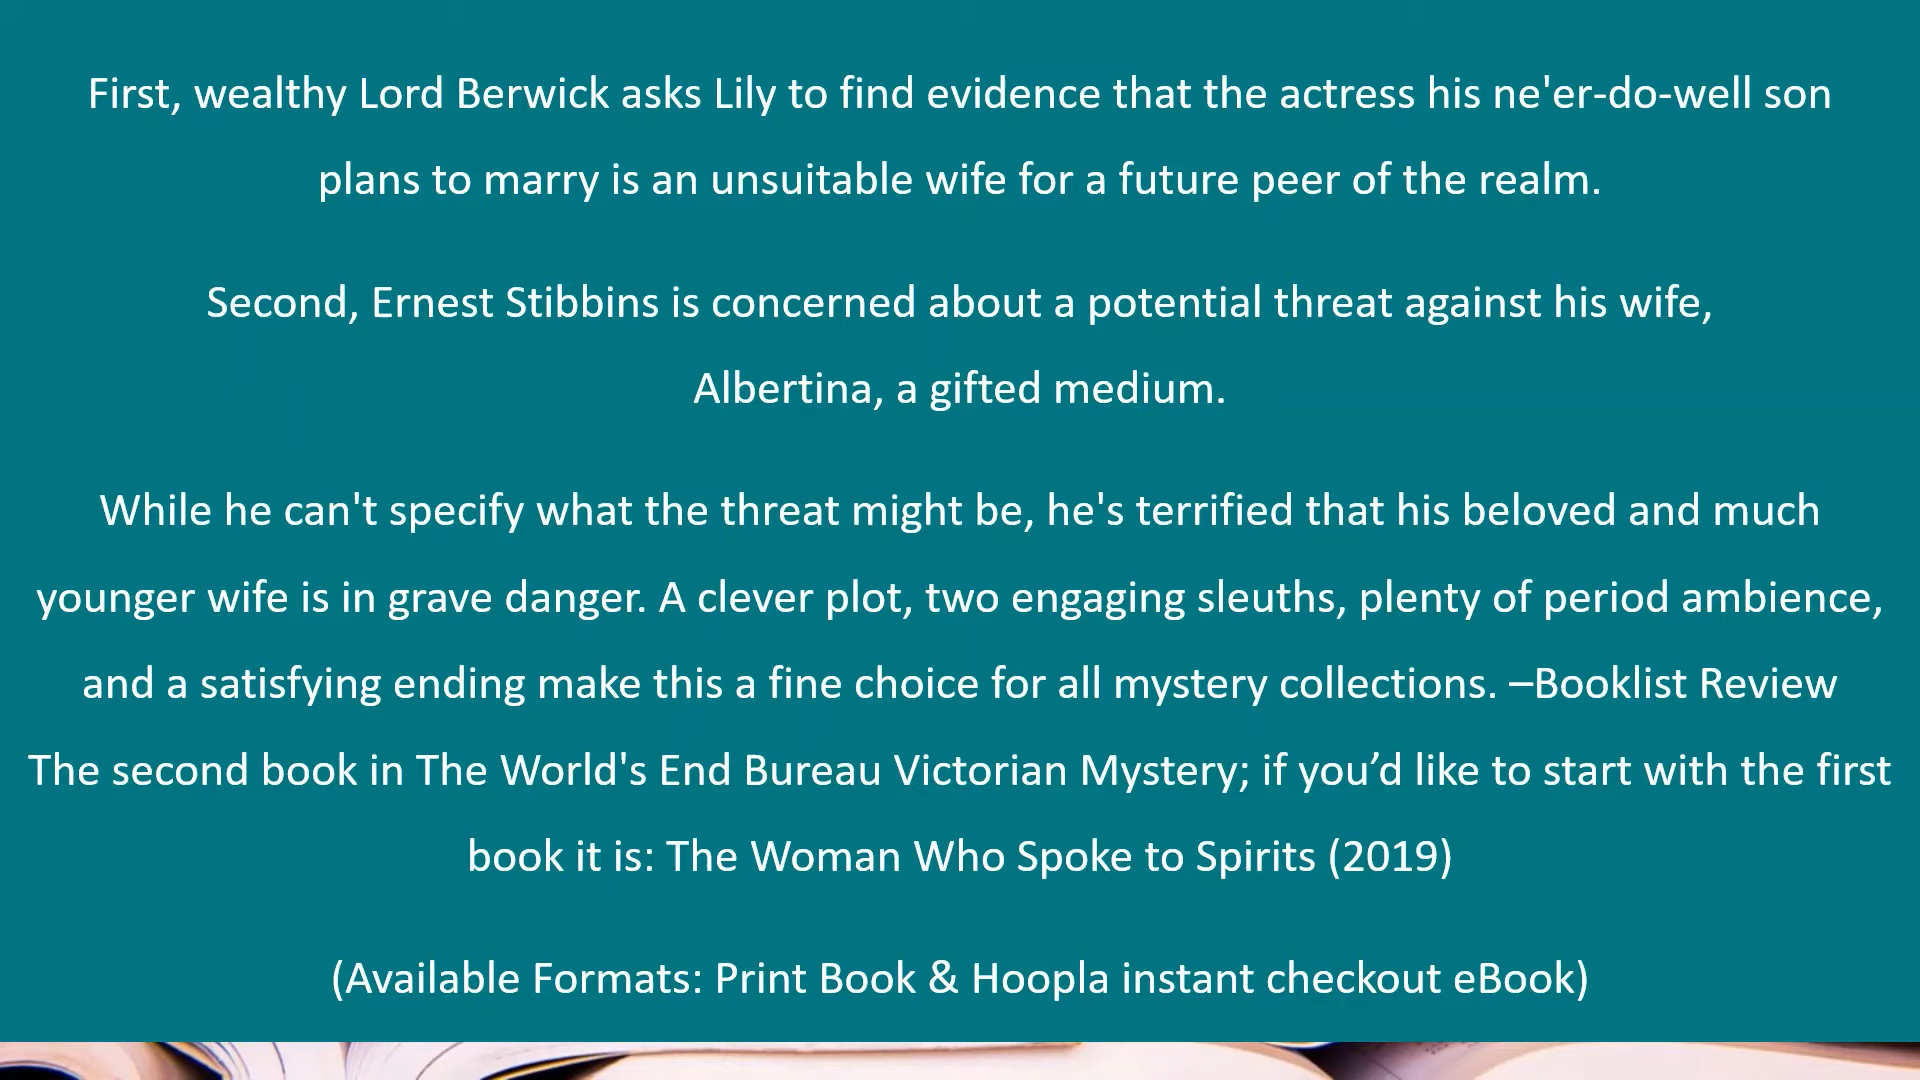 First, wealthy Lord Berwick asks Lily to find evidence that the actress his ne'er-do-well son
plans to marry is an unsuitable wife for a future peer of the realm.
Second, Ernest Stibbins is concerned about a potential threat against his wife,
Albertina, a gifted medium.
While he can't specify what the threat might be, he's terrified that his beloved and much
younger wife is in grave danger. A clever plot, two engaging sleuths, plenty of period ambience,
and a satisfying ending make this a fine choice for all mystery collections. –Booklist Review
The second book in The World's End Bureau Victorian Mystery; if you’d like to start with the first
book it is: The Woman Who Spoke to Spirits (2019)
(Available Formats: Print Book & Hoopla instant checkout eBook)